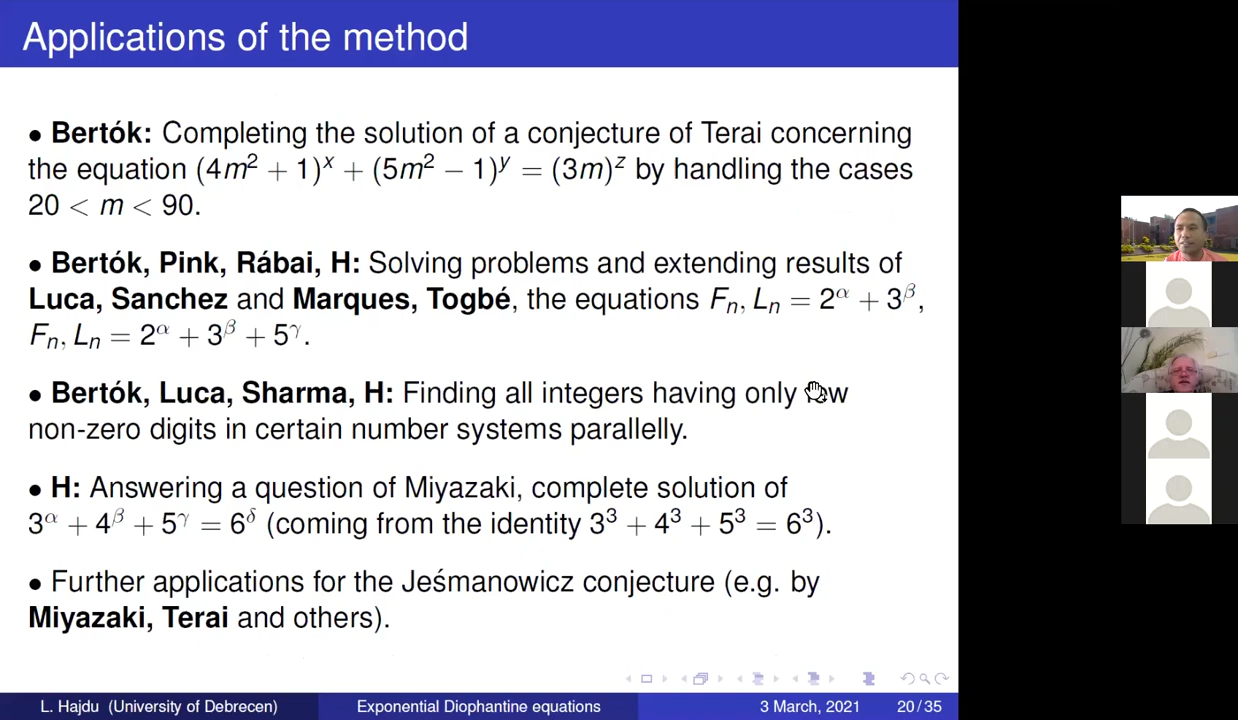 Applications of the method
• Bertók: Completing the solution of a conjecture of Terai concerning
the equation (4m² + 1)ˣ + (5m² − 1)ʸ = (3m)ᶻ by handling the cases
20 < m < 90.
• Bertók, Pink, Rábai, H: Solving problems and extending results of
Luca, Sanchez and Marques, Togbé, the equations Fₙ, Lₙ = 2^α + 3^β,
Fₙ, Lₙ = 2^α + 3^β + 5^γ.
• Bertók, Luca, Sharma, H: Finding all integers having only few
non-zero digits in certain number systems parallelly.
• H: Answering a question of Miyazaki, complete solution of
3^α + 4^β + 5^γ = 6^δ (coming from the identity 3³ + 4³ + 5³ = 6³).
• Further applications for the Jeśmanowicz conjecture (e.g. by
Miyazaki, Terai and others).
L. Hajdu (University of Debrecen) Exponential Diophantine equations 3 March, 2021 20/35